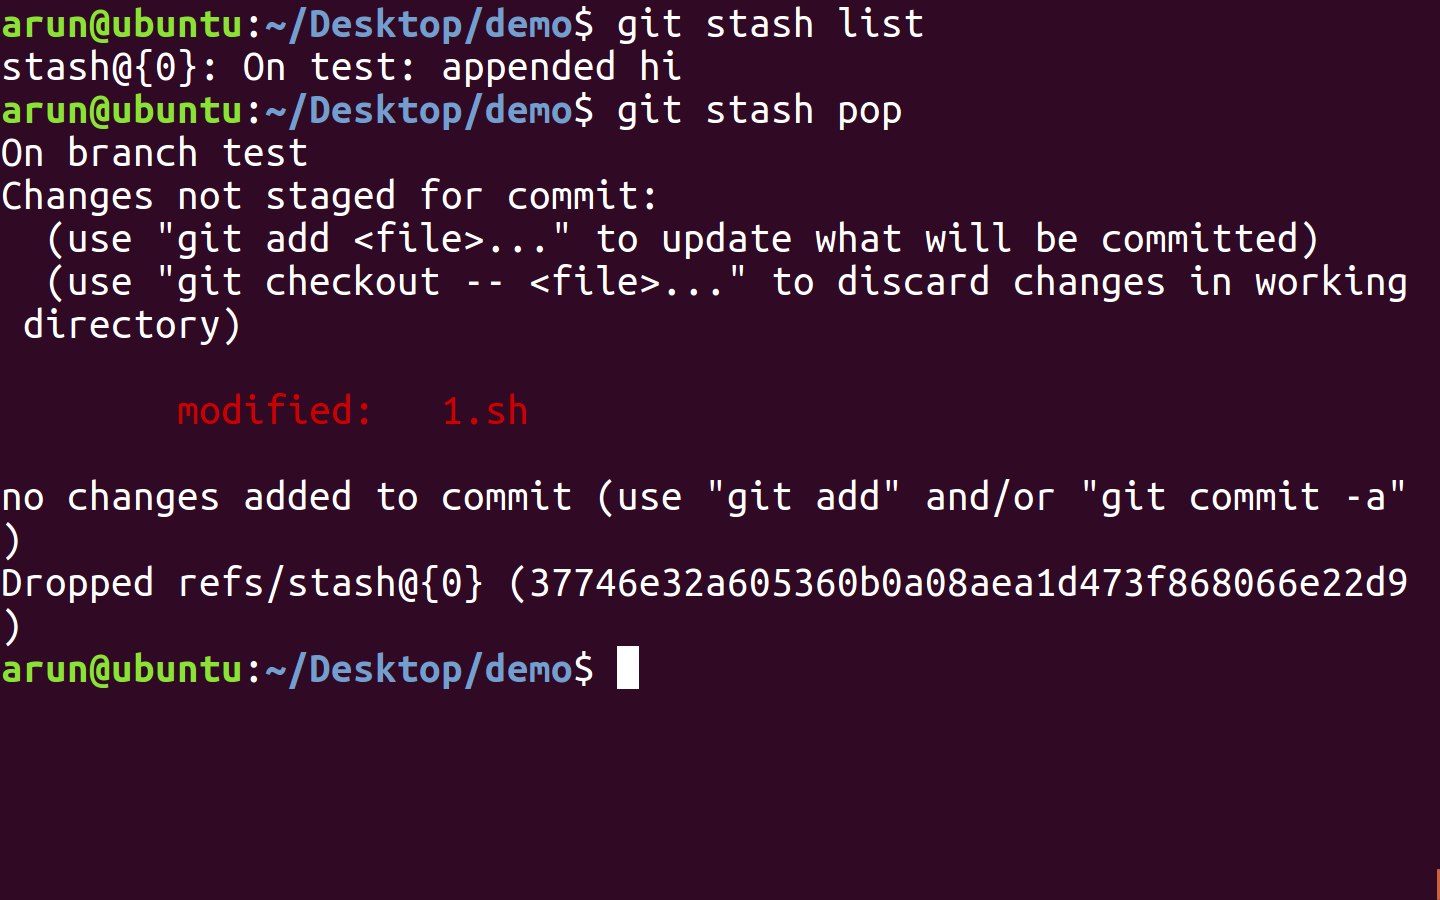 arun@ubuntu:~/Desktop/demo$ git stash list
stash@{0}: On test: appended hi
arun@ubuntu:~/Desktop/demo$ git stash pop
On branch test
Changes not staged for commit:
  (use "git add <file>..." to update what will be committed)
  (use "git checkout -- <file>..." to discard changes in working
 directory)
        modified:   1.sh
no changes added to commit (use "git add" and/or "git commit -a"
)
Dropped refs/stash@{0} (37746e32a605360b0a08aea1d473f868066e22d9
)
arun@ubuntu:~/Desktop/demo$